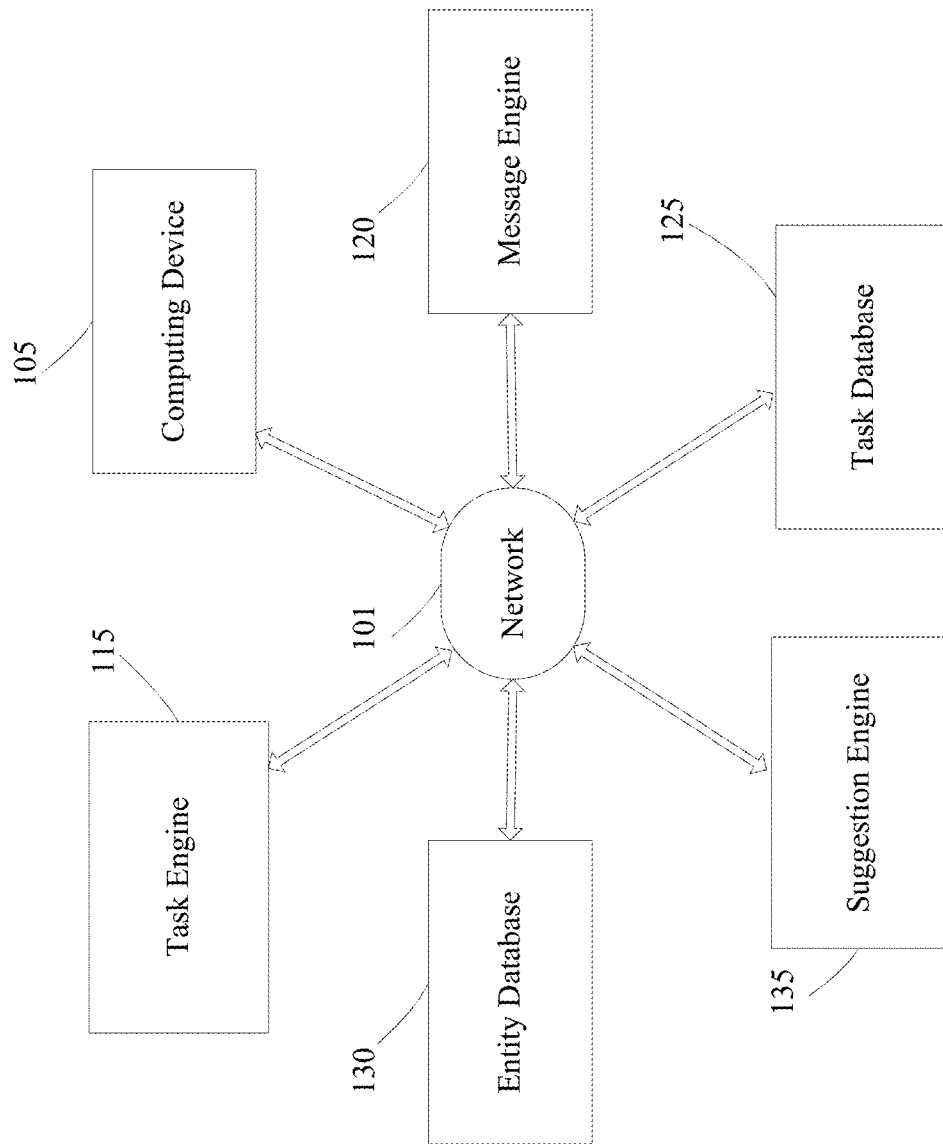 115
Task Engine
105
Computing Device
130
Entity Database
101
Network
120
Message Engine
135
Suggestion Engine
125
Task Database